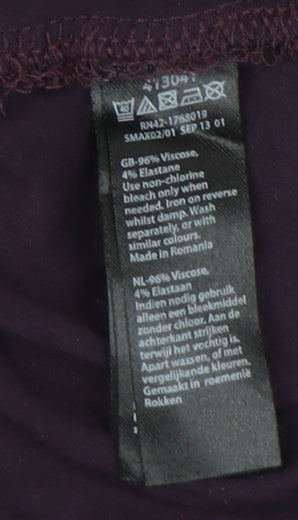 413041
RN42-1768019
SMAX02/01 SEP 13 01
GB-96% Viscose,
4% Elastane
Use non-chlorine
bleach only when
needed. Iron on reverse
whilst damp. Wash
separately, or with
similar colours.
Made in Romania
NL-96% Viscose,
4% Elastaan
Indien nodig gebruik
alleen een bleekmiddel
zonder chloor. Aan de
achterkant strijken
terwijl het vochtig is.
Apart wassen, of met
vergelijkende kleuren.
Gemaakt in roemenië
Rokken